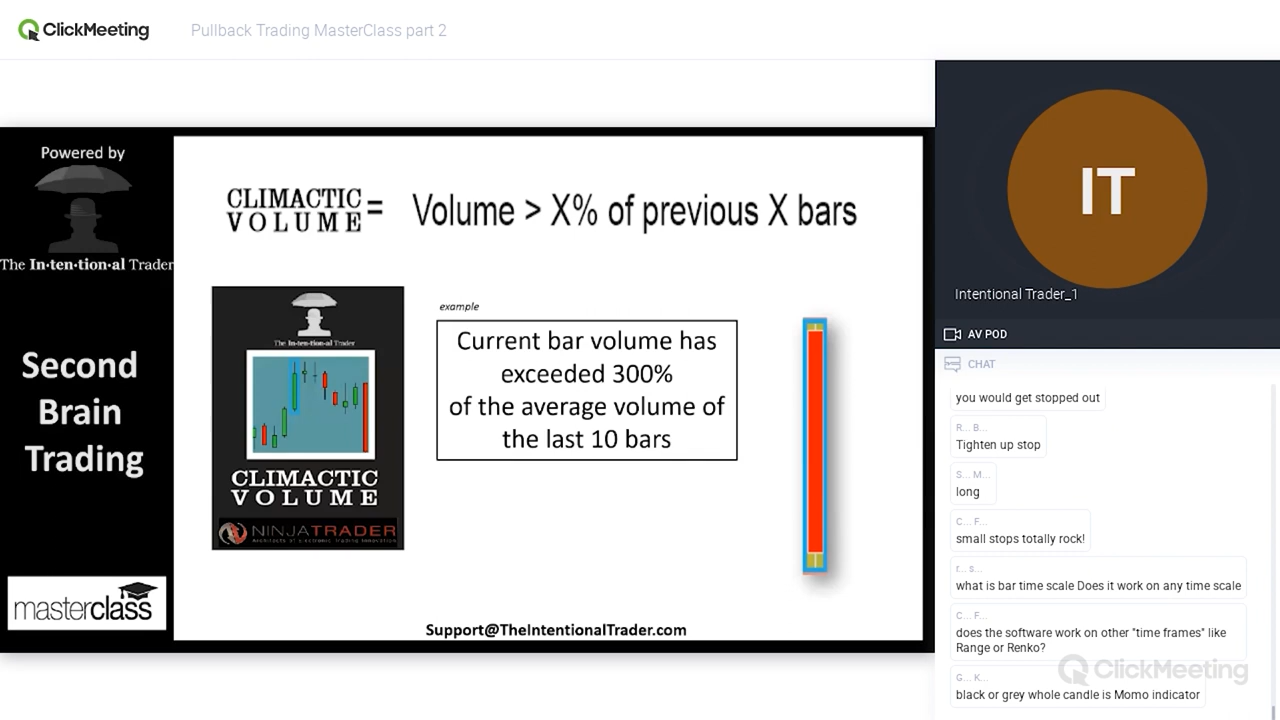 ClickMeeting
Pullback Trading MasterClass part 2
Powered by
The In·ten·tion·al Trader
Second
Brain
Trading
masterclass
CLIMACTIC
VOLUME
= Volume > X% of previous X bars
The In·ten·tion·al Trader
CLIMACTIC
VOLUME
NINJATRADER
example
Current bar volume has
exceeded 300%
of the average volume of
the last 10 bars
Support@TheIntentionalTrader.com
IT
Intentional Trader_1
AV POD
CHAT
you would get stopped out
R... B...
Tighten up stop
S... M...
long
C... F...
small stops totally rock!
r... s...
what is bar time scale Does it work on any time scale
C... F...
does the software work on other "time frames" like
Range or Renko?
G... K...
black or grey whole candle is Momo indicator
ClickMeeting